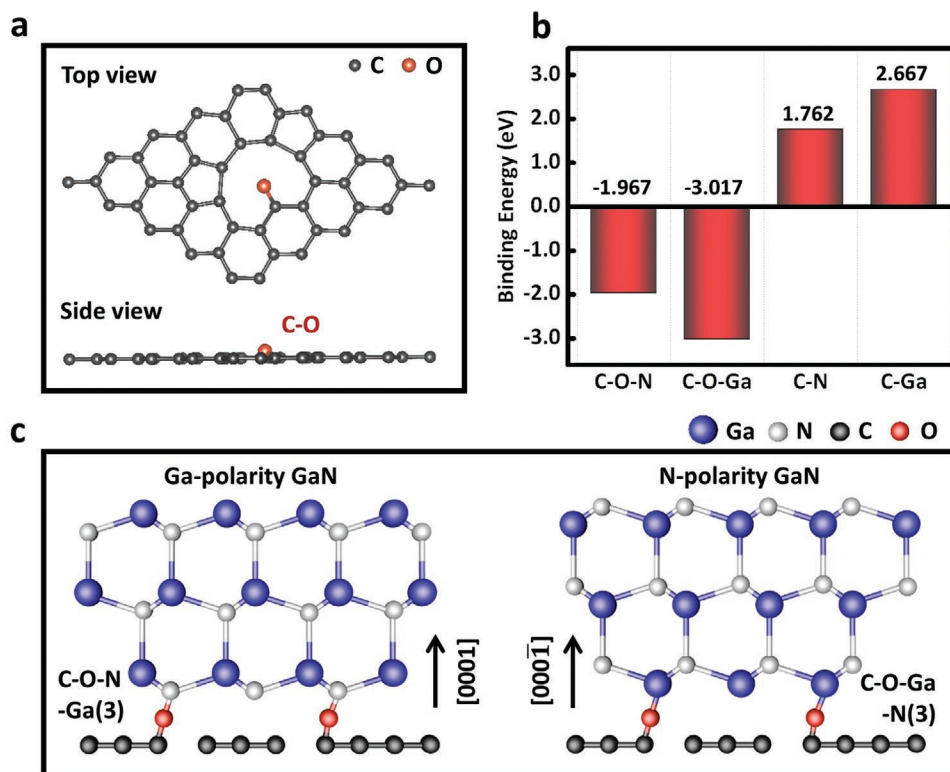 a
Top view
C
O
Side view
C-O
b
Binding Energy (eV)
3.0
2.0
1.0
0.0
-1.0
-2.0
-3.0
-1.967
-3.017
1.762
2.667
C-O-N
C-O-Ga
C-N
C-Ga
c
Ga
N
C
O
Ga-polarity GaN
N-polarity GaN
C-O-N
-Ga(3)
[0001]
[0001̅]
C-O-Ga
-N(3)